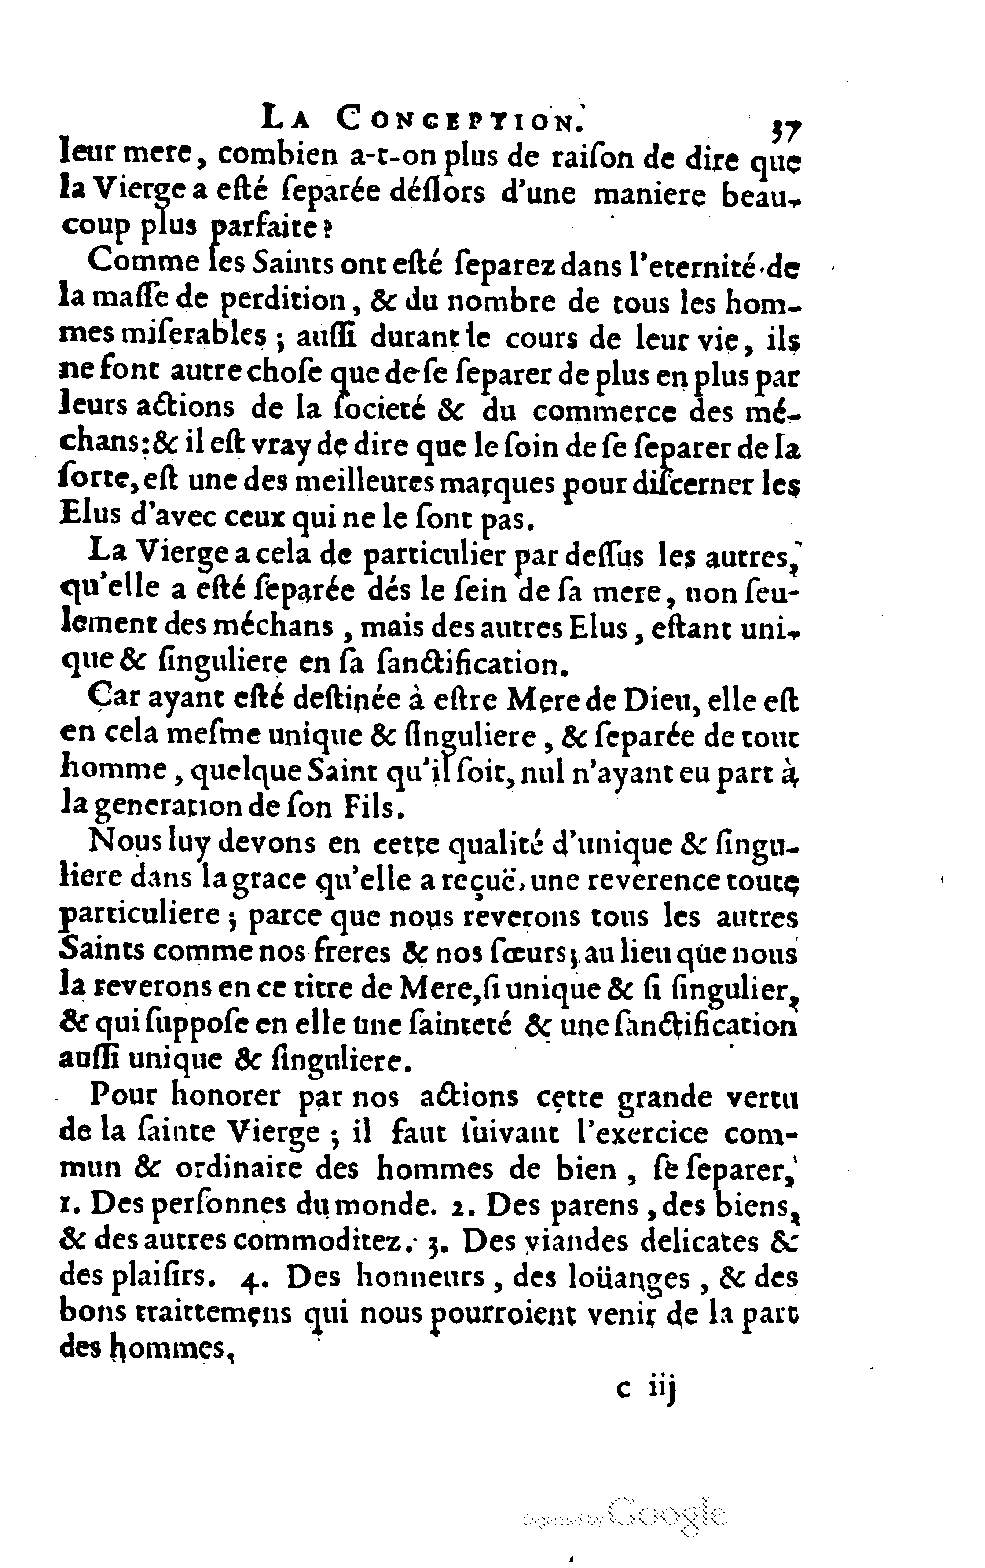 LA CONCEPTION. 37
leur mere, combien a-t-on plus de raiſon de dire que
la Vierge a eſté ſeparée déſlors d'une maniere beau-
coup plus parfaite?
Comme les Saints ont eſté ſeparez dans l'eternité de
la maſſe de perdition, & du nombre de tous les hom-
mes miſerables; auſſi durant le cours de leur vie, ils
ne font autre choſe que de ſe ſeparer de plus en plus par
leurs actions de la ſocieté & du commerce des mé-
chans: & il eſt vray de dire que le ſoin de ſe ſeparer de la
ſorte, eſt une des meilleures marques pour diſcerner les
Elus d'avec ceux qui ne le ſont pas.
La Vierge a cela de particulier par deſſus les autres,
qu'elle a eſté ſeparée dés le ſein de ſa mere, non ſeu-
lement des méchans, mais des autres Elus, eſtant uni-
que & ſinguliere en ſa ſanctification.
Car ayant eſté deſtinée à eſtre Mere de Dieu, elle eſt
en cela meſme unique & ſinguliere, & ſeparée de tout
homme, quelque Saint qu'il ſoit, nul n'ayant eu part à
la generation de ſon Fils.
Nous luy devons en cette qualité d'unique & ſingu-
liere dans la grace qu'elle a reçuë, une reverence toute
particuliere; parce que nous reverons tous les autres
Saints comme nos freres & nos ſœurs; au lieu que nous
la reverons en ce titre de Mere, ſi unique & ſi ſingulier,
& qui ſuppoſe en elle une ſainteté & une ſanctification
auſſi unique & ſinguliere.
Pour honorer par nos actions cette grande vertu
de la ſainte Vierge; il faut ſuivant l'exercice com-
mun & ordinaire des hommes de bien, ſe ſeparer,
1. Des perſonnes du monde. 2. Des parens, des biens,
& des autres commoditez. 3. Des viandes delicates &
des plaiſirs. 4. Des honneurs, des loüanges, & des
bons traittemens qui nous pourroient venir de la part
des hommes.
c iij
Digitized by Google